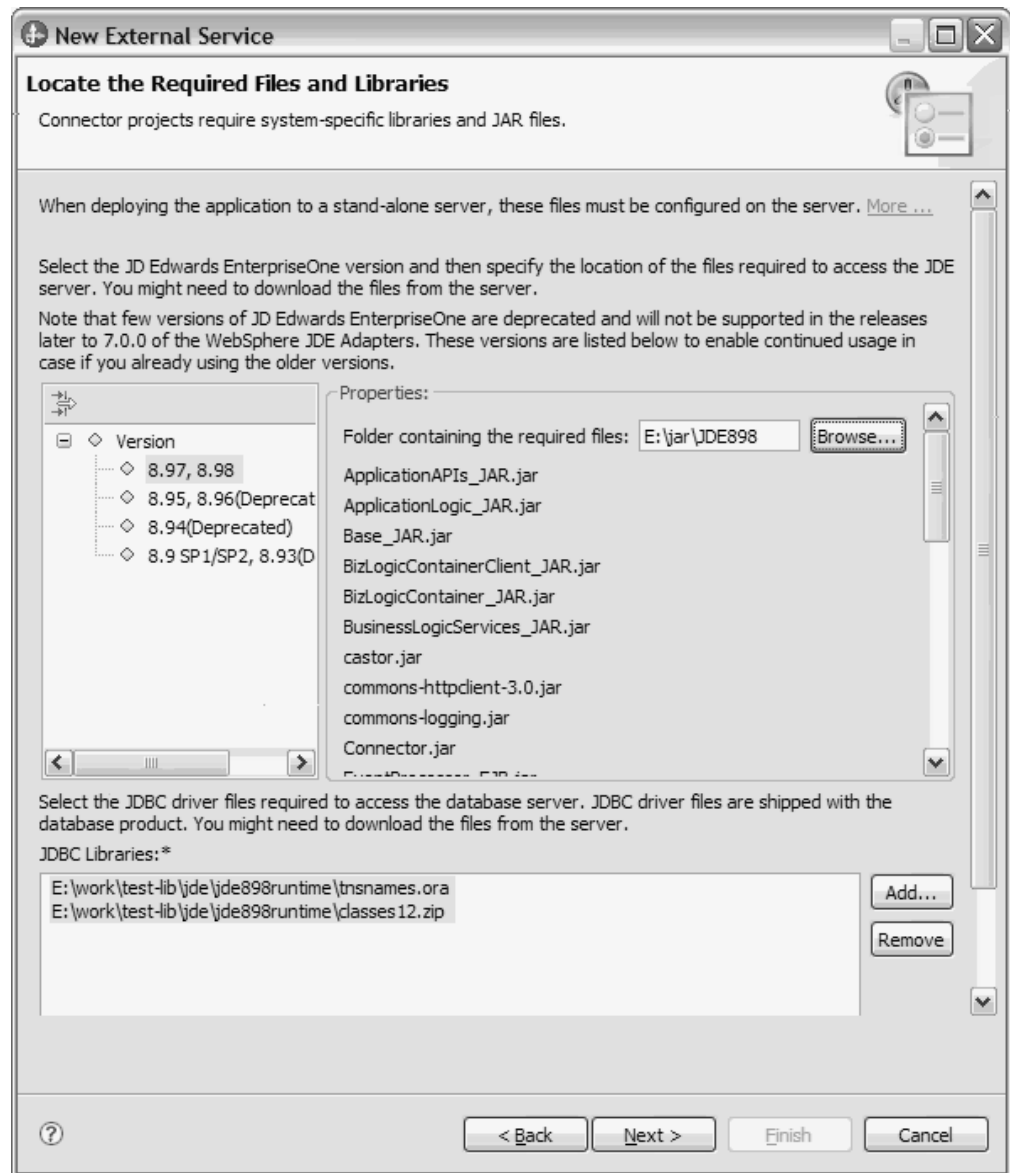 New External Service
Locate the Required Files and Libraries
Connector projects require system-specific libraries and JAR files.
When deploying the application to a stand-alone server, these files must be configured on the server. More ...
Select the JD Edwards EnterpriseOne version and then specify the location of the files required to access the JDE
server. You might need to download the files from the server.
Note that few versions of JD Edwards EnterpriseOne are deprecated and will not be supported in the releases
later to 7.0.0 of the WebSphere JDE Adapters. These versions are listed below to enable continued usage in
case if you already using the older versions.
Version
8.97, 8.98
8.95, 8.96(Deprecat
8.94(Deprecated)
8.9 SP1/SP2, 8.93(D
Properties:
Folder containing the required files: E:\jar\JDE898 Browse...
ApplicationAPIs_JAR.jar
ApplicationLogic_JAR.jar
Base_JAR.jar
BizLogicContainerClient_JAR.jar
BizLogicContainer_JAR.jar
BusinessLogicServices_JAR.jar
castor.jar
commons-httpclient-3.0.jar
commons-logging.jar
Connector.jar
Select the JDBC driver files required to access the database server. JDBC driver files are shipped with the
database product. You might need to download the files from the server.
JDBC Libraries:*
E:\work\test-lib\jde\jde898runtime\tnsnames.ora
E:\work\test-lib\jde\jde898runtime\classes12.zip
Add...
Remove
< Back Next > Finish Cancel